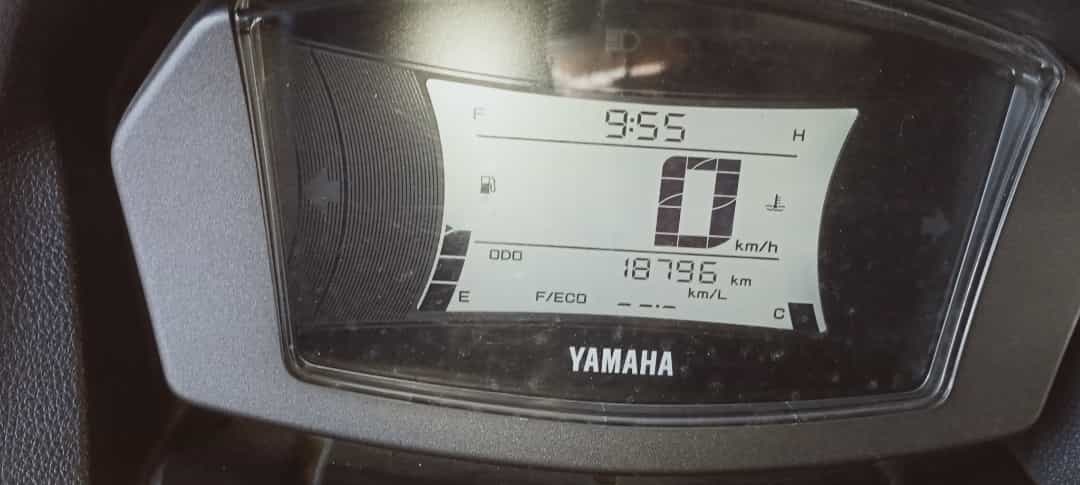 F 9:55 H
0 km/h
ODO 18796 km
E F/ECO --.- km/L C
YAMAHA